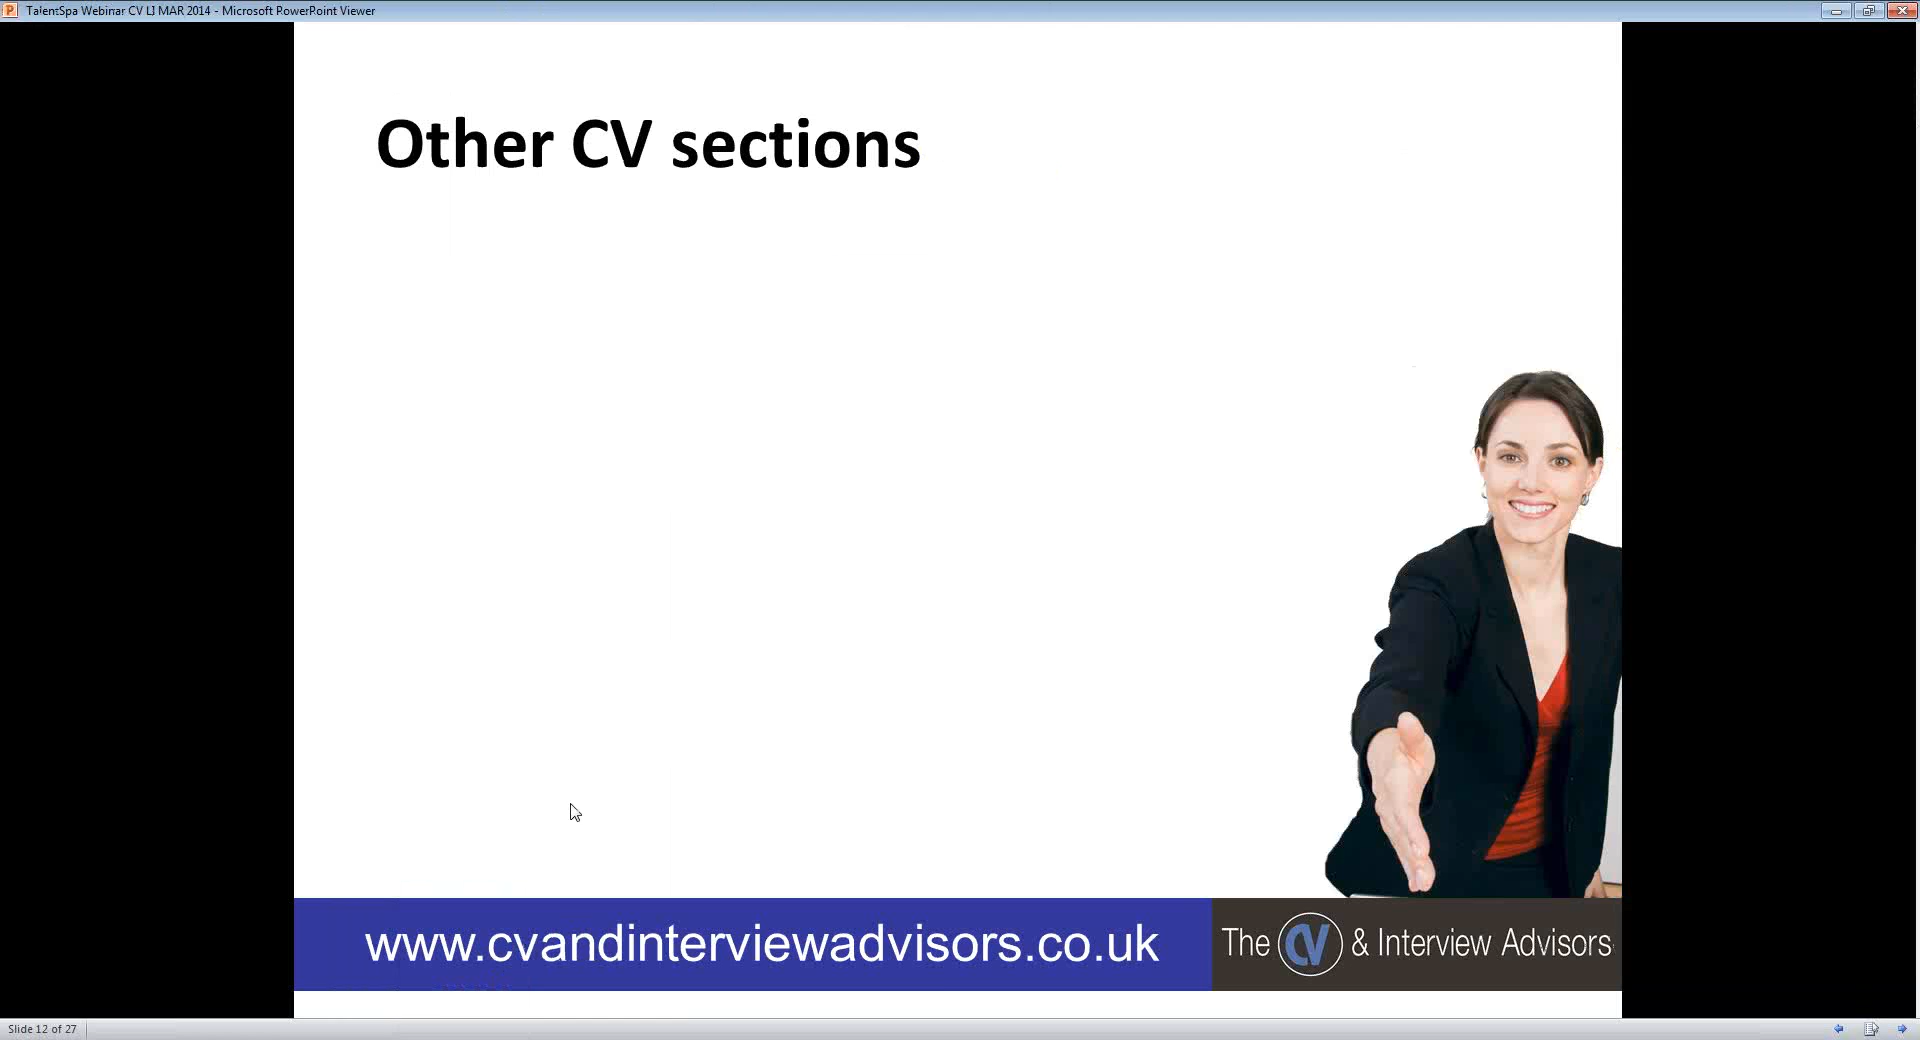 TalentSpa Webinar CV LI MAR 2014 - Microsoft PowerPoint Viewer
Other CV sections
www.cvandinterviewadvisors.co.uk
The CV & Interview Advisors
Slide 12 of 27